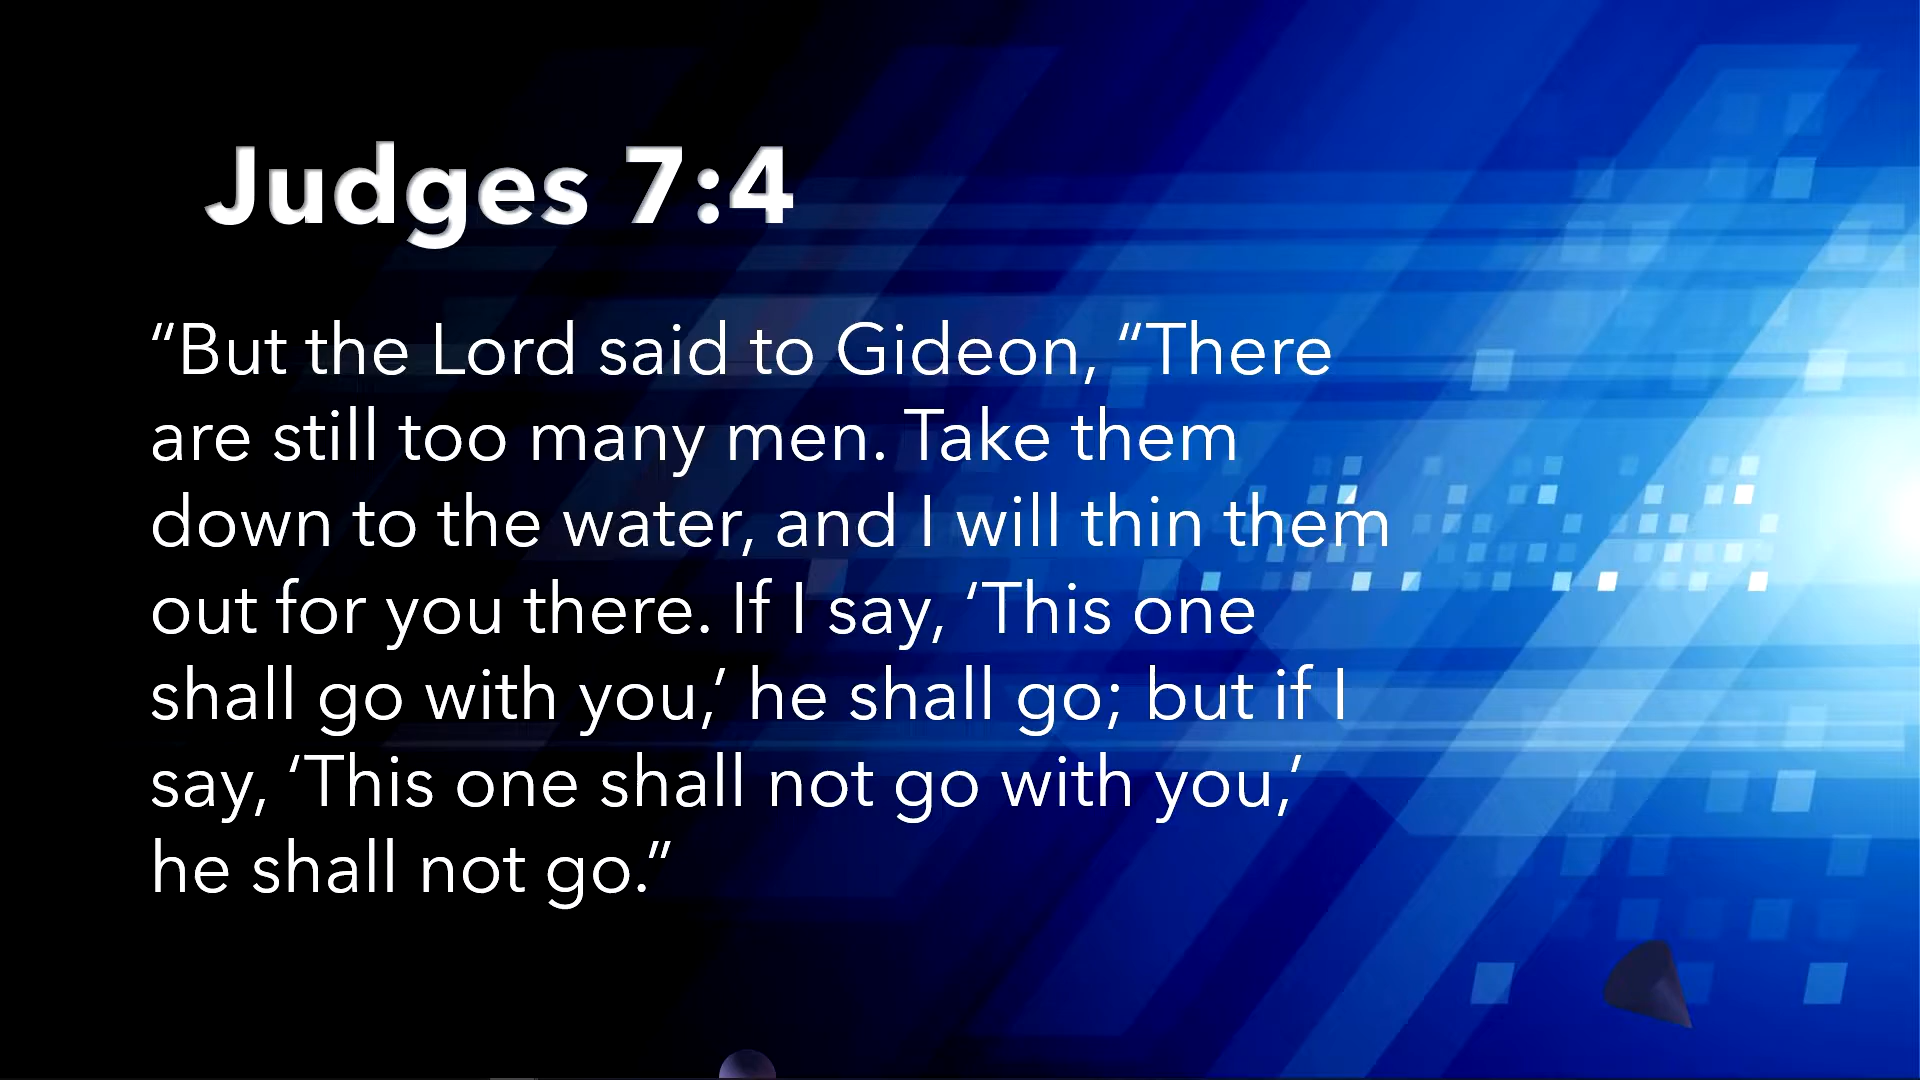 Judges 7:4
“But the Lord said to Gideon, “There
are still too many men. Take them
down to the water, and I will thin them
out for you there. If I say, ‘This one
shall go with you,’ he shall go; but if I
say, ‘This one shall not go with you,’
he shall not go.”